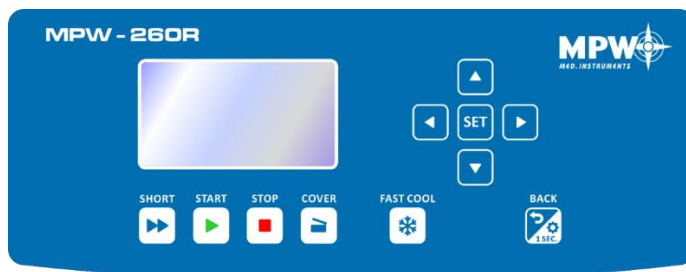 MPW - 260R
MPW
MED. INSTRUMENTS
SET
SHORT START STOP COVER FAST COOL BACK
1 SEC.